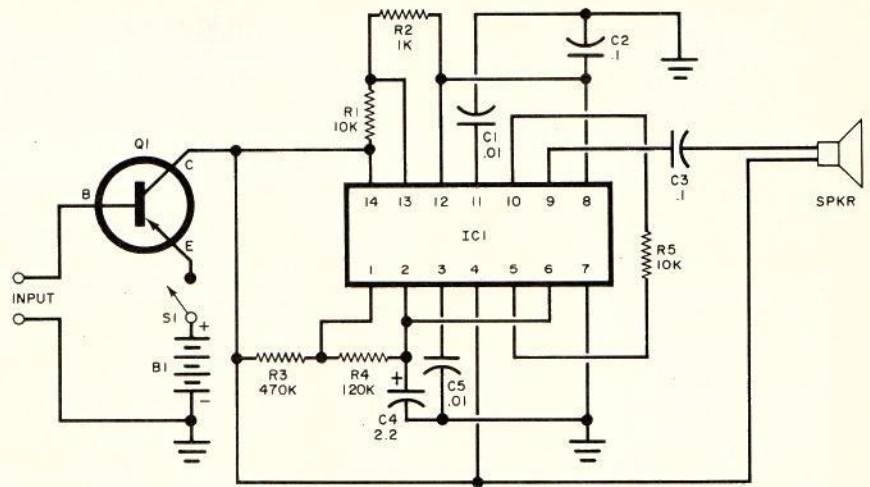 R2
1K
C2
.1
R1
10K
C1
.01
Q1
C
B
E
14 13 12 11 10 9 8
C3
.1
SPKR
IC1
R5
10K
1 2 3 4 5 6 7
INPUT
S1
+
B1
-
R3
470K
R4
120K
+
C4
2.2
C5
.01